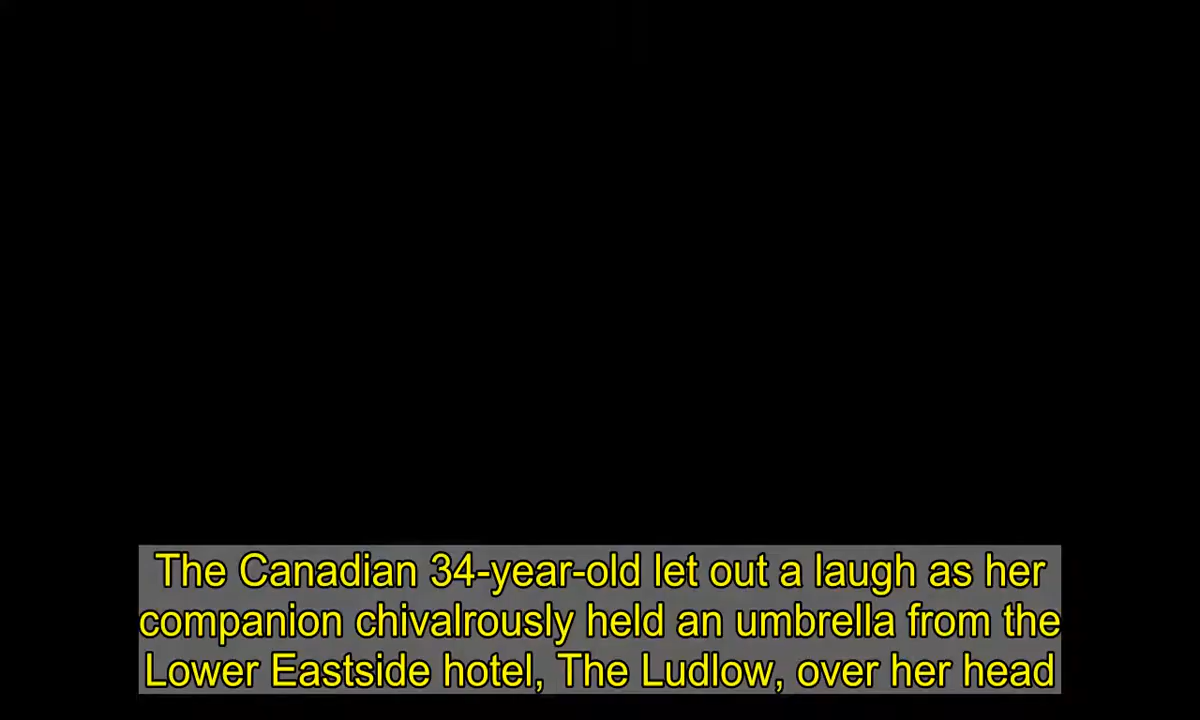 The Canadian 34-year-old let out a laugh as her
companion chivalrously held an umbrella from the
Lower Eastside hotel, The Ludlow, over her head